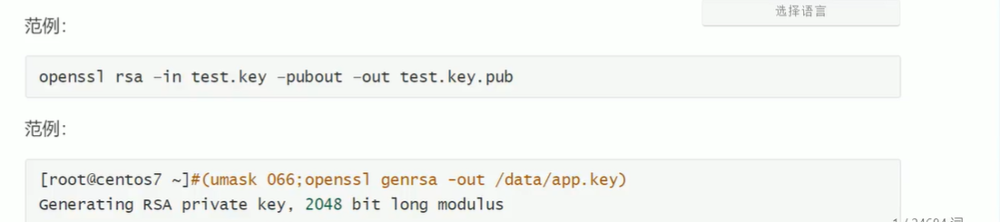 选择语言
范例：
openssl rsa -in test.key -pubout -out test.key.pub
范例：
[root@centos7 ~]#(umask 066;openssl genrsa -out /data/app.key)
Generating RSA private key, 2048 bit long modulus